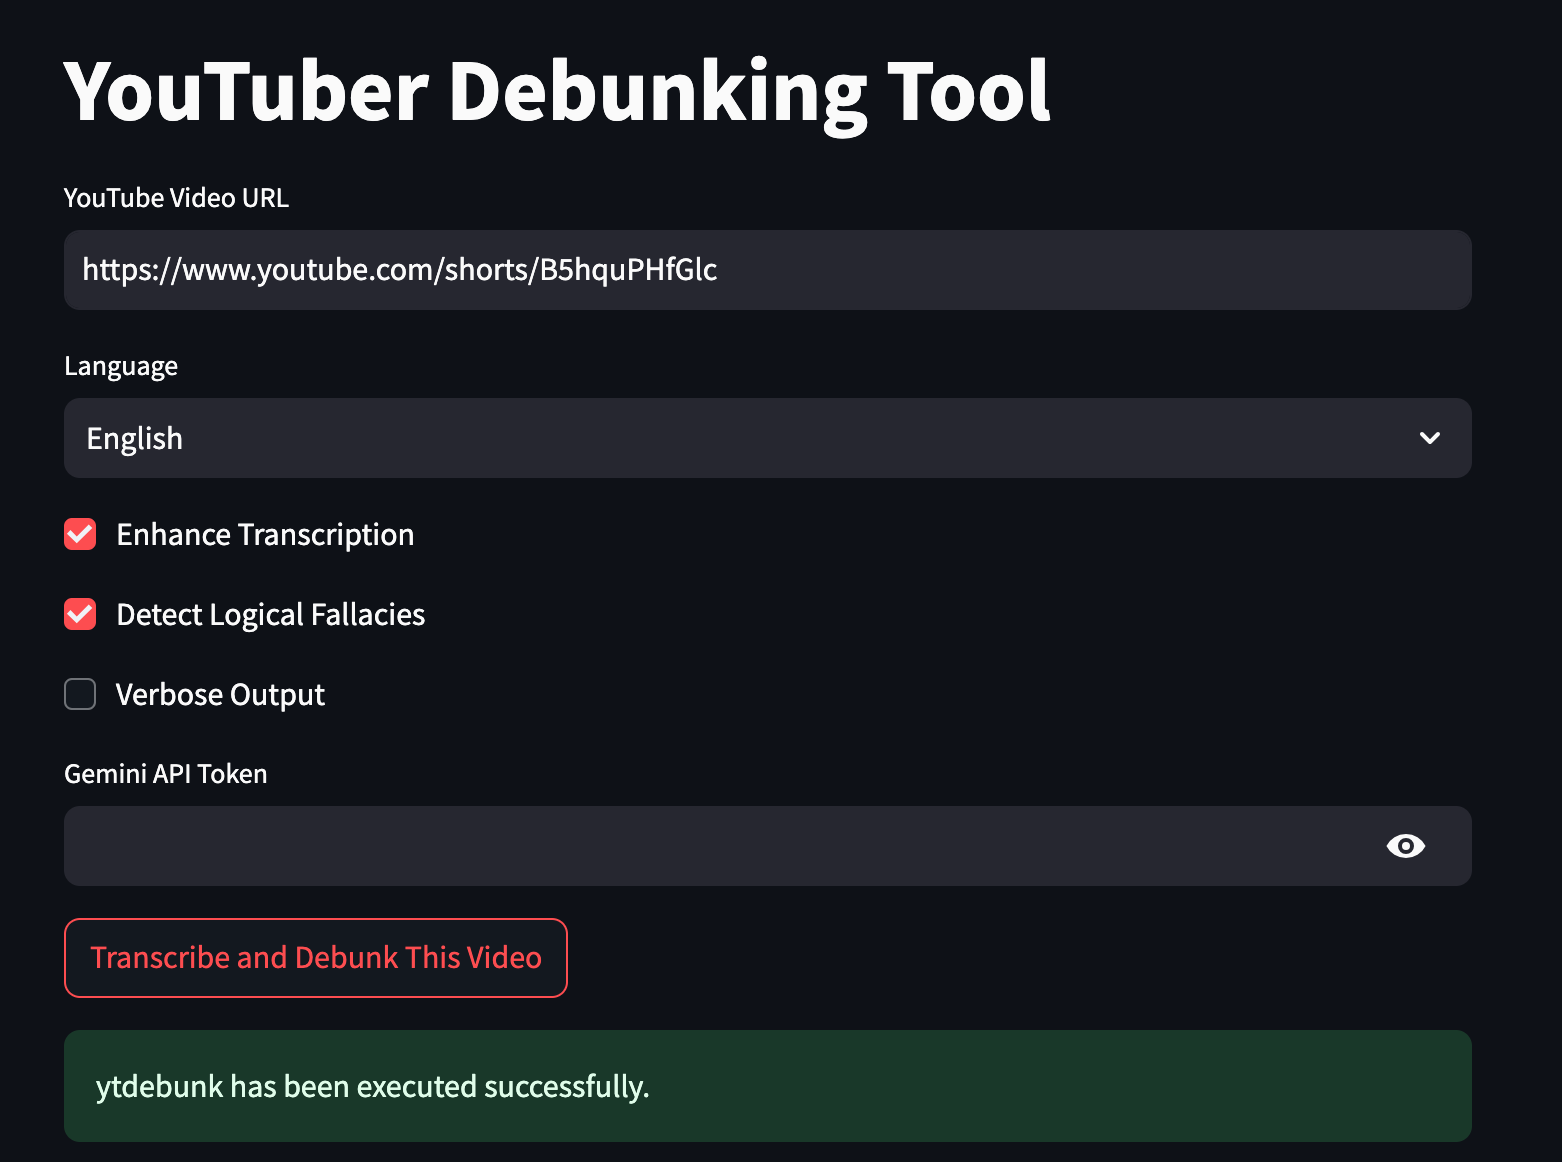 YouTuber Debunking Tool
YouTube Video URL
https://www.youtube.com/shorts/B5hquPHfGlc
Language
English
Enhance Transcription
Detect Logical Fallacies
Verbose Output
Gemini API Token
Transcribe and Debunk This Video
ytdebunk has been executed successfully.